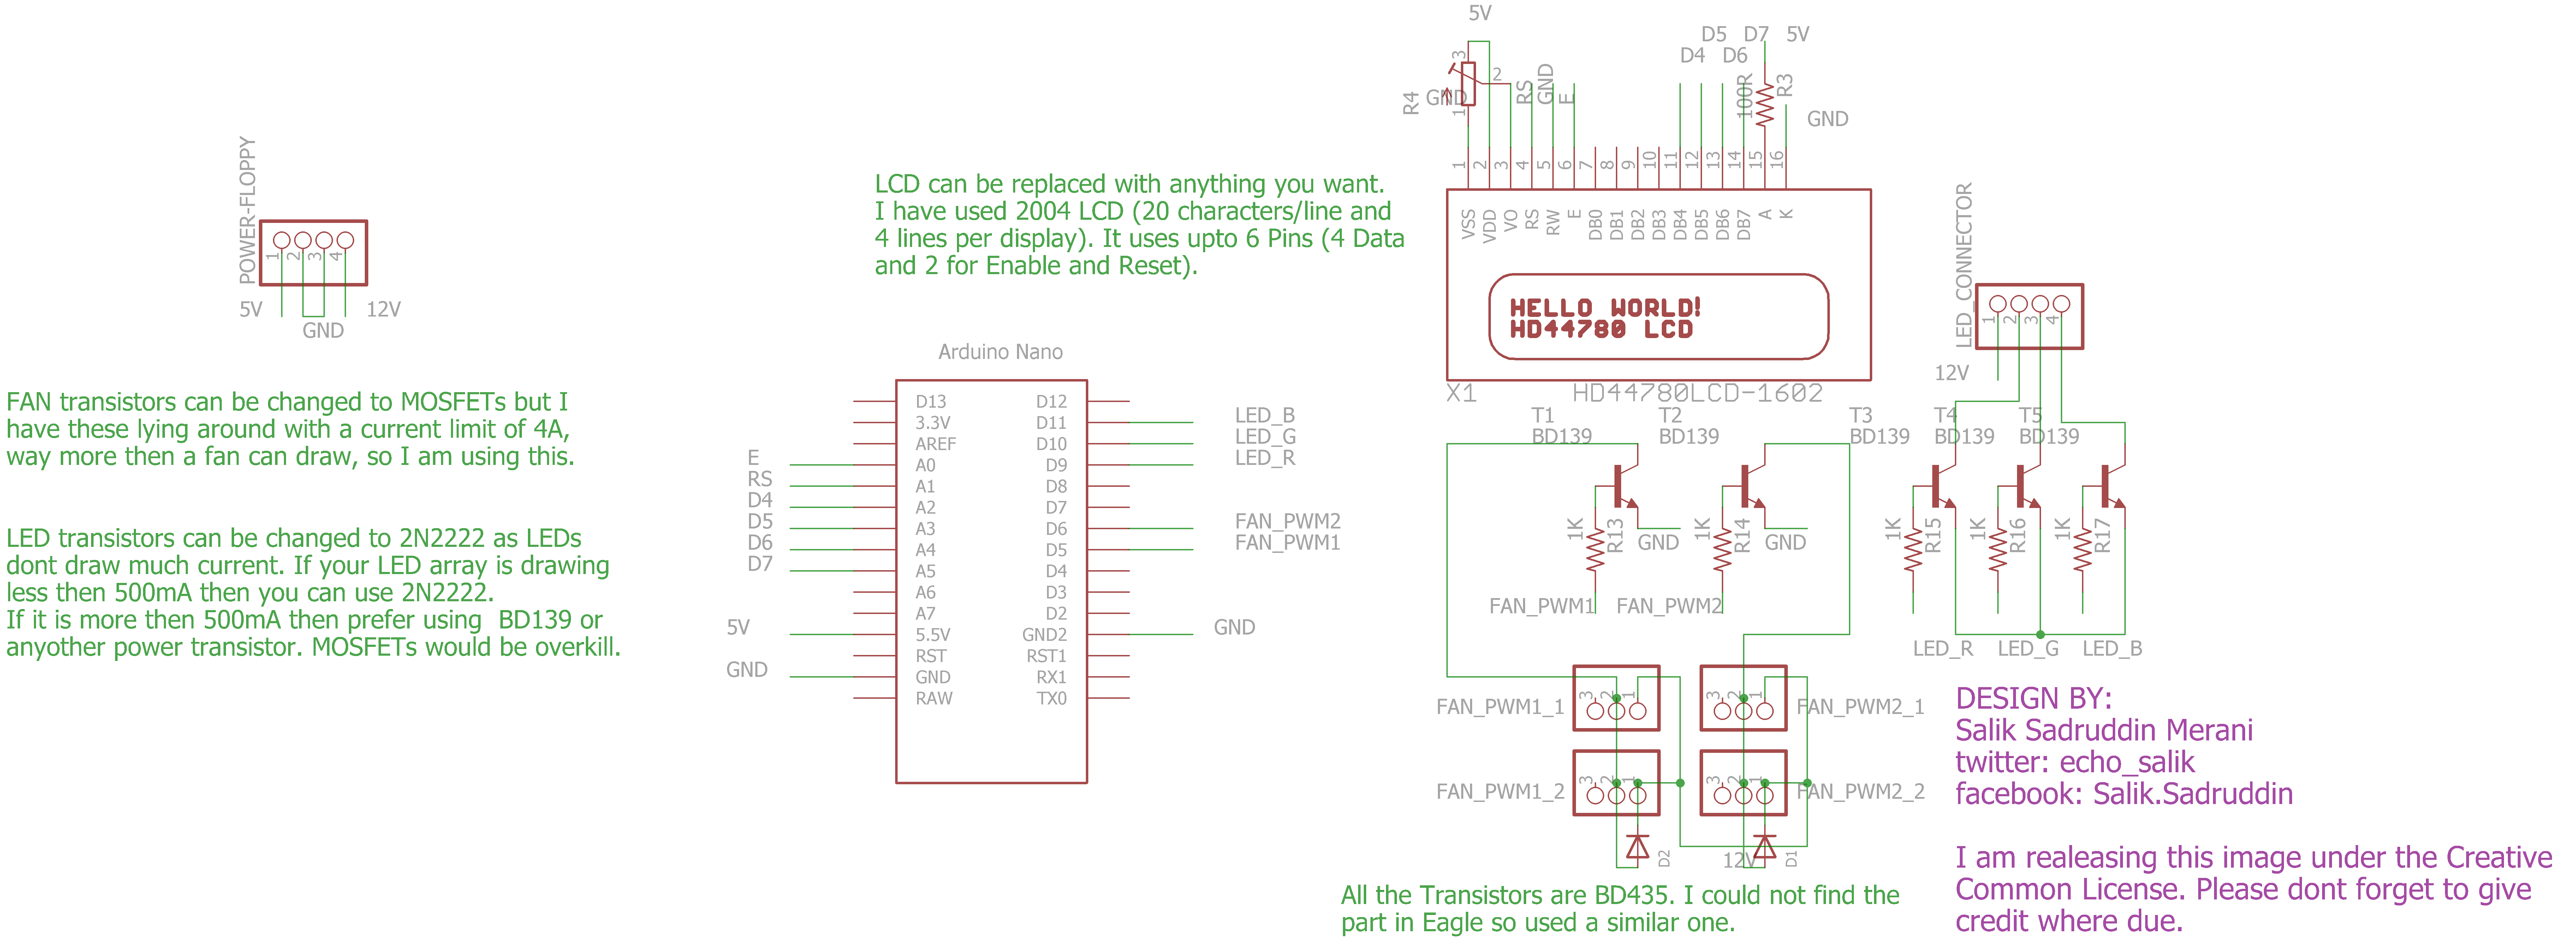 POWER-FLOPPY
1 2 3 4
5V
12V
GND
FAN transistors can be changed to MOSFETs but I
have these lying around with a current limit of 4A,
way more then a fan can draw, so I am using this.
LED transistors can be changed to 2N2222 as LEDs
dont draw much current. If your LED array is drawing
less then 500mA then you can use 2N2222.
If it is more then 500mA then prefer using BD139 or
anyother power transistor. MOSFETs would be overkill.
LCD can be replaced with anything you want.
I have used 2004 LCD (20 characters/line and
4 lines per display). It uses upto 6 Pins (4 Data
and 2 for Enable and Reset).
Arduino Nano
D13 D12
3.3V D11 LED_B
AREF D10 LED_G
E A0 D9 LED_R
RS A1 D8
D4 A2 D7
D5 A3 D6 FAN_PWM2
D6 A4 D5 FAN_PWM1
D7 A5 D4
A6 D3
A7 D2
5V 5.5V GND2 GND
RST RST1
GND GND RX1
RAW TX0
5V
D5 D7 5V
D4 D6
3
2
1
R4
GND
RS
GND
E
100R
R3
GND
1 2 3 4 5 6 7 8 9 10 11 12 13 14 15 16
VSS VDD VO RS RW E DB0 DB1 DB2 DB3 DB4 DB5 DB6 DB7 A K
HELLO WORLD!
HD44780 LCD
X1
HD44780LCD-1602
LED_CONNECTOR
1 2 3 4
12V
T1 T2 T3 T4 T5
BD139 BD139 BD139 BD139 BD139
1K R13 1K R14 1K R15 1K R16 1K R17
GND GND
FAN_PWM1 FAN_PWM2
LED_R LED_G LED_B
FAN_PWM1_1 3 2 1 3 2 1 FAN_PWM2_1
FAN_PWM1_2 3 2 1 3 2 1 FAN_PWM2_2
D2 12V D1
All the Transistors are BD435. I could not find the
part in Eagle so used a similar one.
DESIGN BY:
Salik Sadruddin Merani
twitter: echo_salik
facebook: Salik.Sadruddin
I am realeasing this image under the Creative
Common License. Please dont forget to give
credit where due.